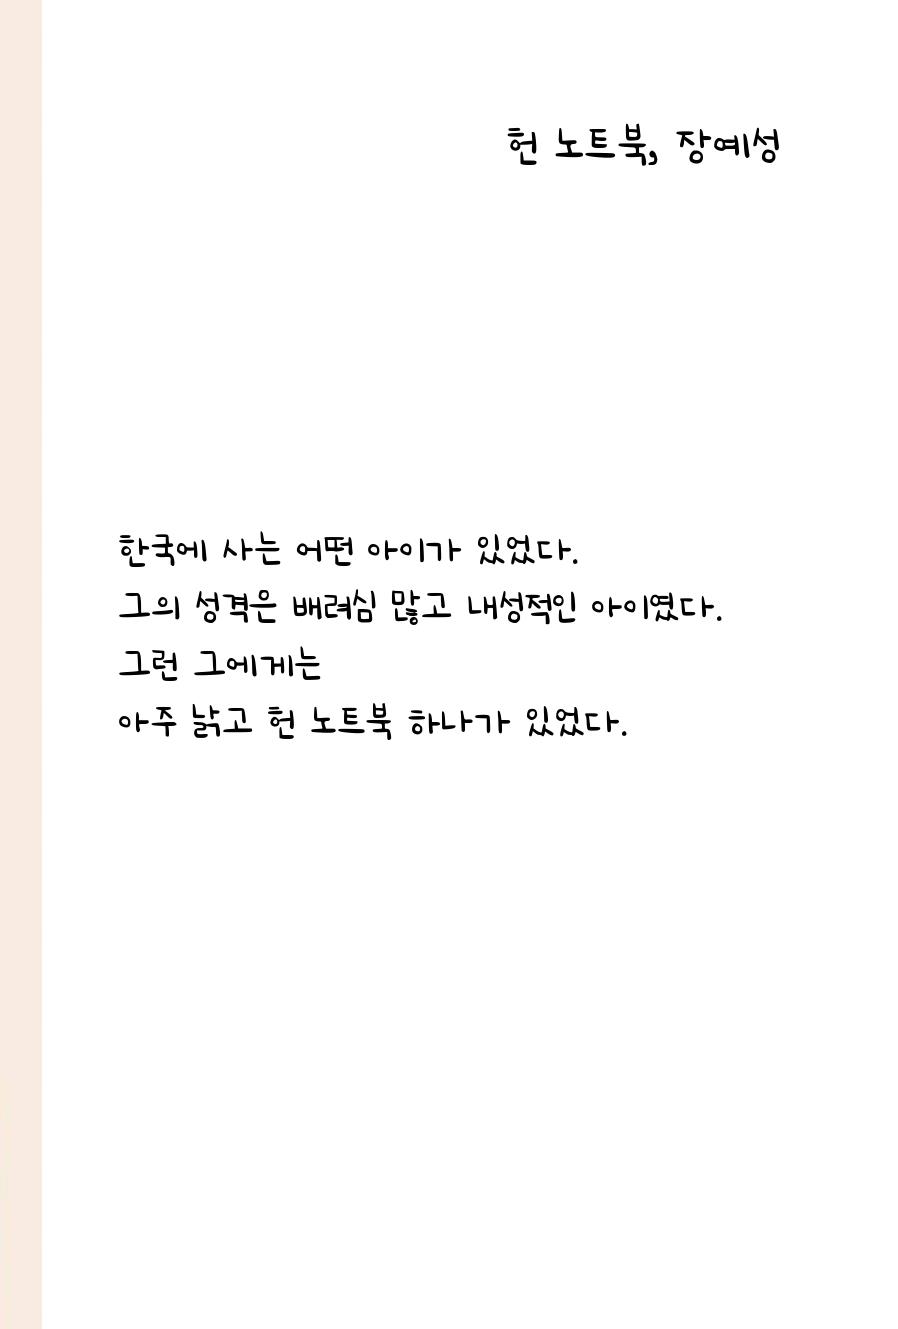 헌 노트북, 장예성
한국에 사는 어떤 아이가 있었다.
그의 성격은 배려심 많고 내성적인 아이였다.
그런 그에게는
아주 낡고 헌 노트북 하나가 있었다.